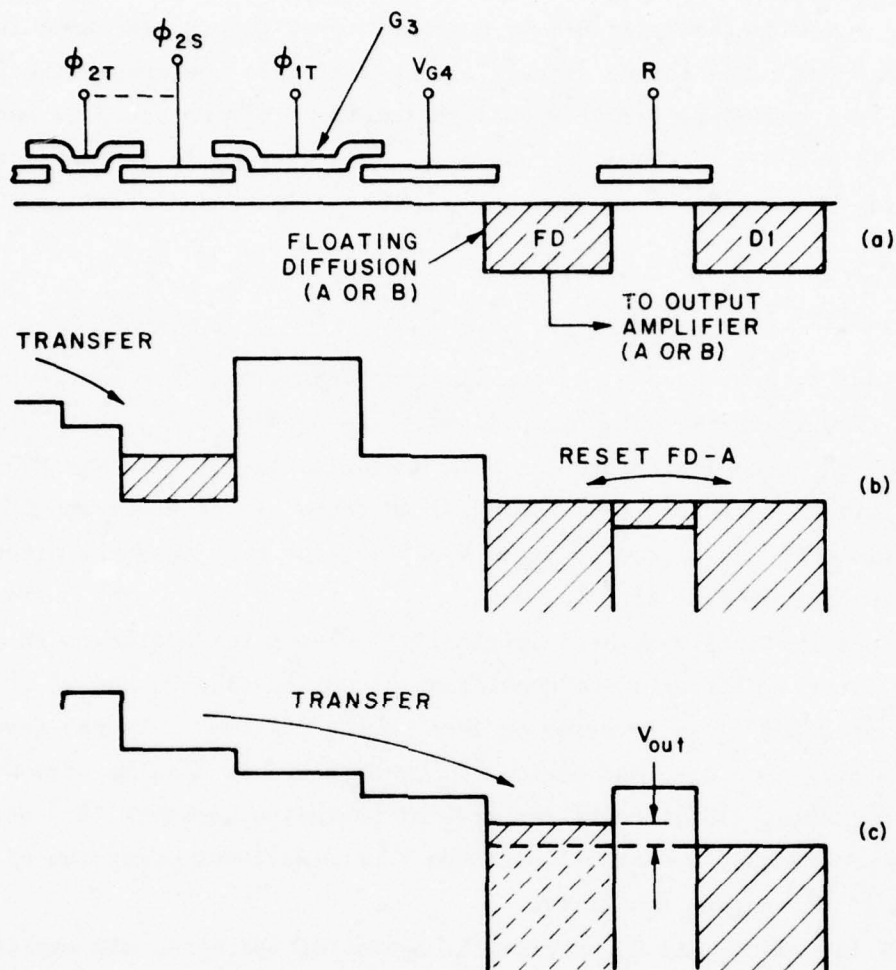 G3
ϕ2T
ϕ2S
ϕ1T
VG4
R
FLOATING
DIFFUSION
(A OR B)
FD
D1
(a)
TO OUTPUT
AMPLIFIER
(A OR B)
TRANSFER
RESET FD-A
(b)
TRANSFER
Vout
(c)